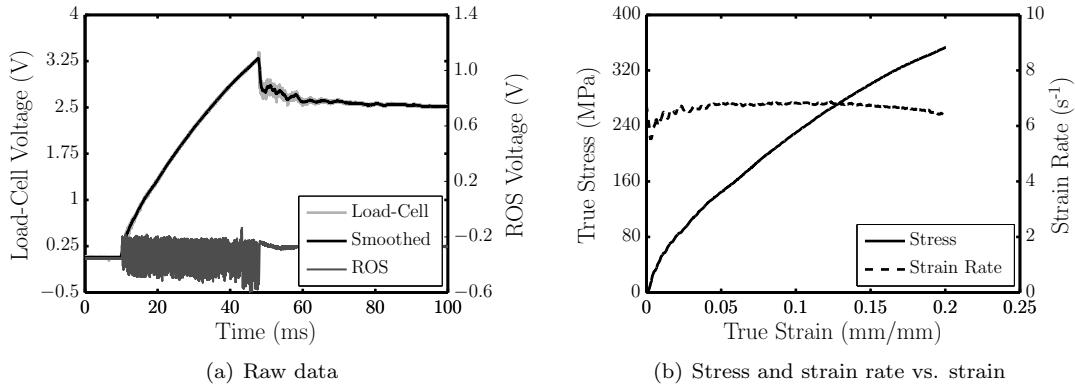 4
3.25
2.5
1.75
1
0.25
−0.5
Load-Cell Voltage (V)
1.4
1.0
0.6
0.2
−0.2
−0.6
ROS Voltage (V)
Load-Cell
Smoothed
ROS
0 20 40 60 80 100
Time (ms)
(a) Raw data
400
320
240
160
80
0
True Stress (MPa)
10
8
6
4
2
0
Strain Rate (s-1)
Stress
Strain Rate
0 0.05 0.1 0.15 0.2 0.25
True Strain (mm/mm)
(b) Stress and strain rate vs. strain